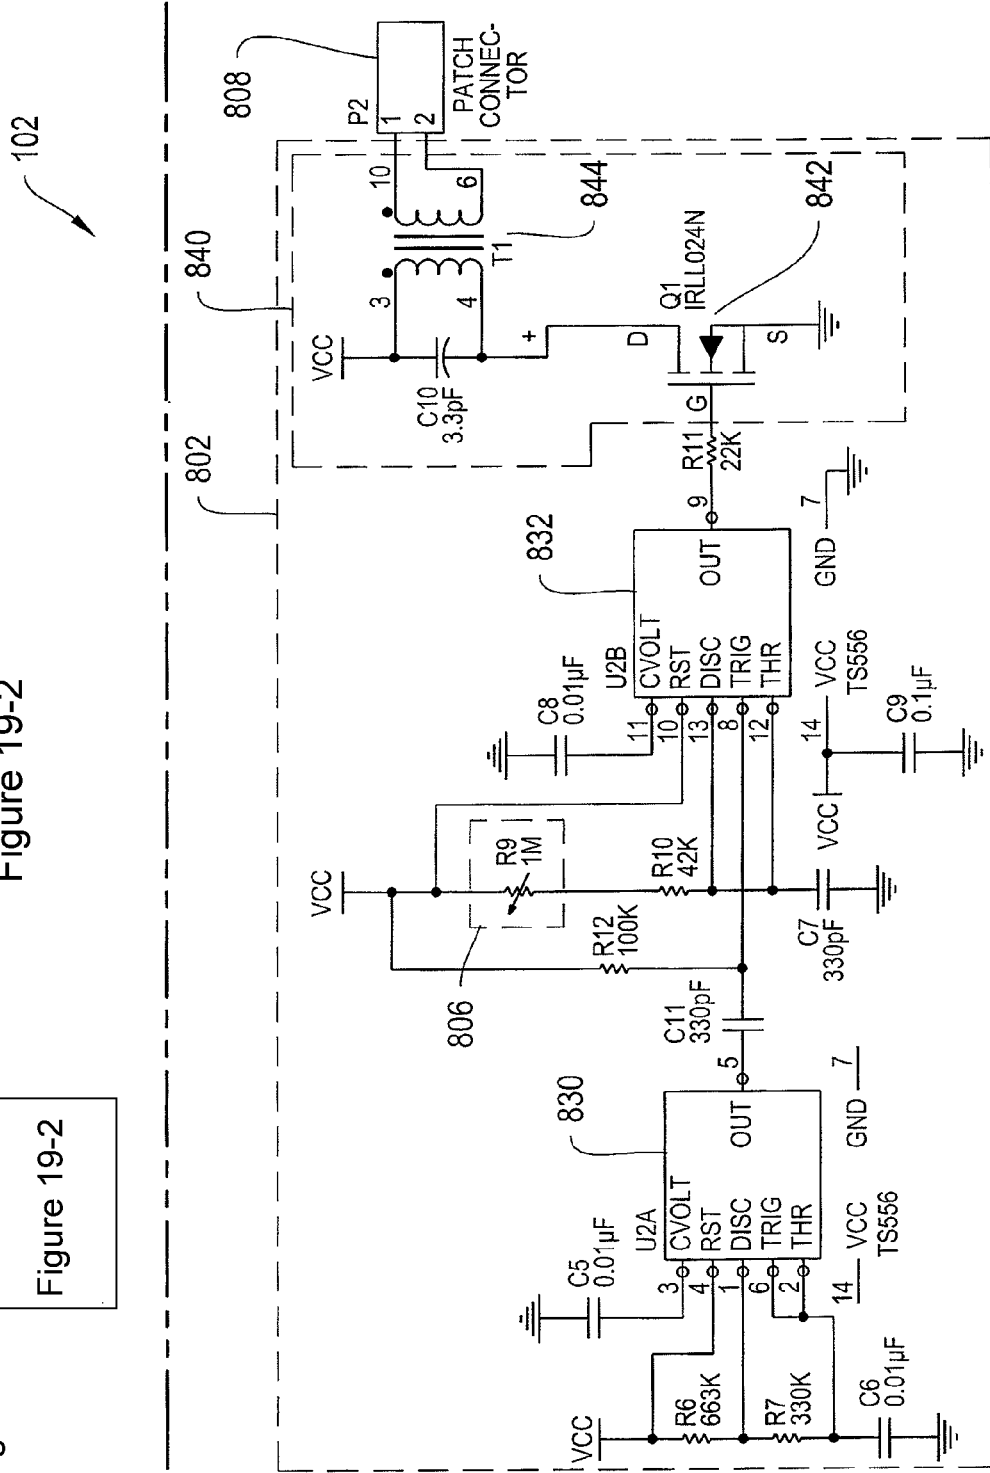 Figure 19-2
Figure 19-2
102
802
840
808
P2
1
2
PATCH
CONNEC-
TOR
10
6
3
4
T1
844
VCC
C10
3.3pF
+
D
G
S
Q1
IRLL024N
842
R11
22K
832
U2B
CVOLT
RST
DISC
TRIG
THR
OUT
11
10
13
8
12
9
C8
0.01µF
GND 7
14 VCC
TS556
VCC
C9
0.1µF
VCC
R9
1M
806
R10
42K
R12
100K
C7
330pF
C11
330pF
830
U2A
CVOLT
RST
DISC
TRIG
THR
OUT
3
4
1
6
2
5
C5
0.01µF
GND 7
14 VCC
TS556
VCC
R6
663K
R7
330K
C6
0.01µF